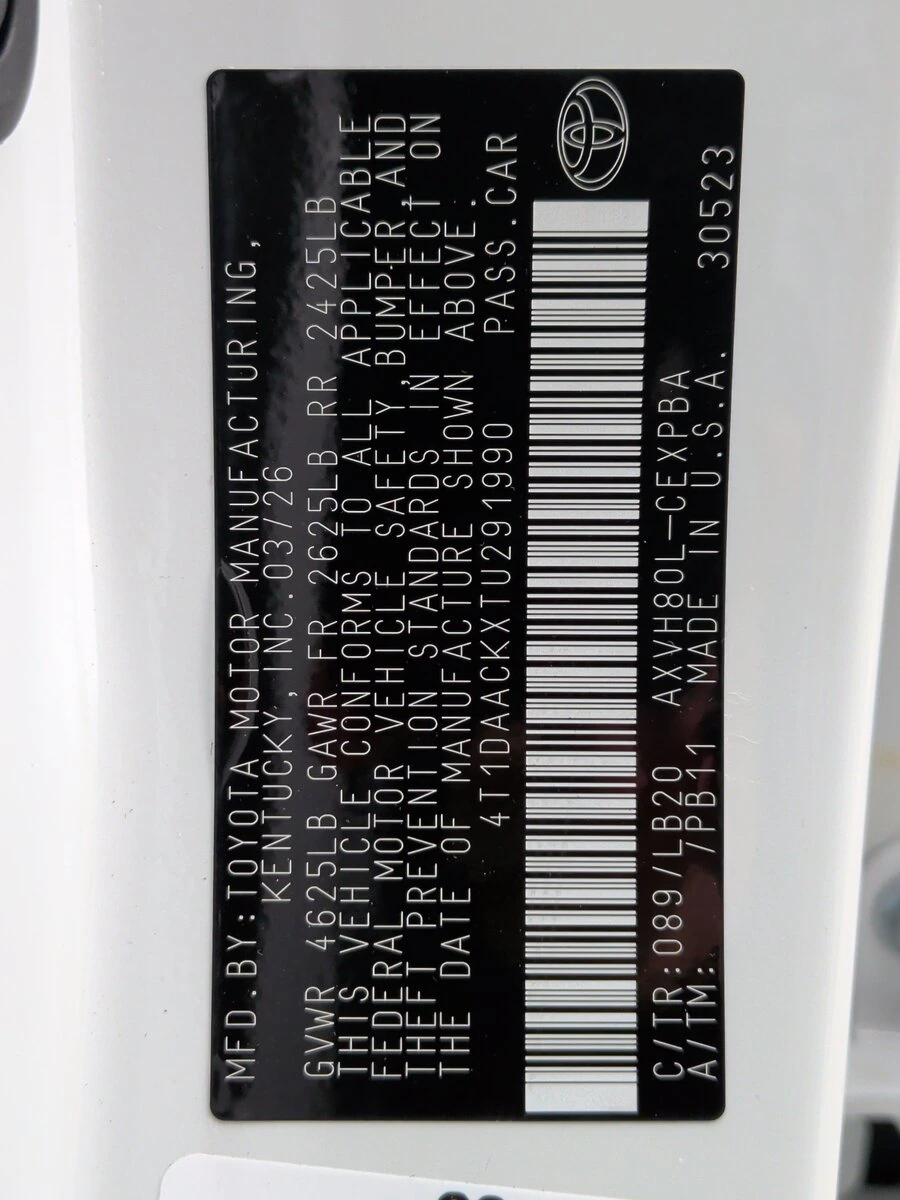 MFD.BY:TOYOTA MOTOR MANUFACTURING,
KENTUCKY,INC.03/26
GVWR 4625LB GAWR FR 2625LB RR 2425LB
THIS VEHICLE CONFORMS TO ALL APPLICABLE
FEDERAL MOTOR VEHICLE SAFETY,BUMPER,AND
THEFT PREVENTION STANDARDS IN EFFECT ON
THE DATE OF MANUFACTURE SHOWN ABOVE.
4T1DAACKXTU291990 PASS.CAR
C/TR:089/LB20 AXVH80L-CEXPBA
A/TM: /PB11 MADE IN U.S.A. 30523